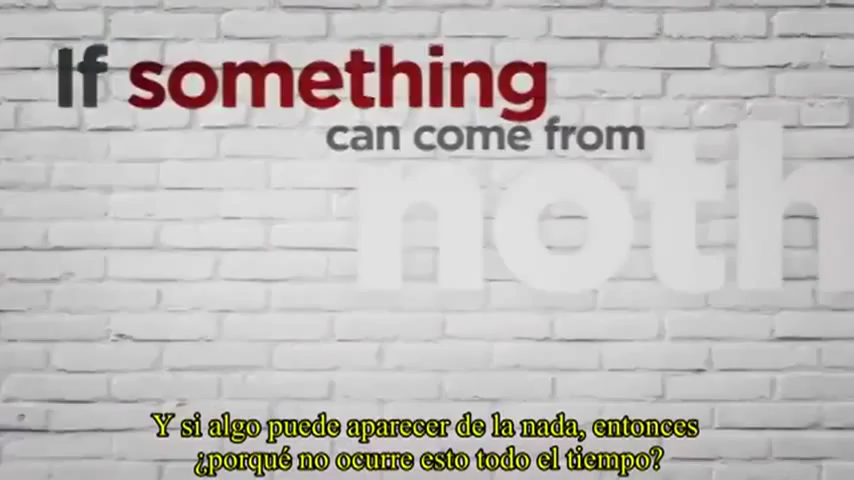 If something
can come from
noth
Y si algo puede aparecer de la nada, entonces
¿porqué no ocurre esto todo el tiempo?